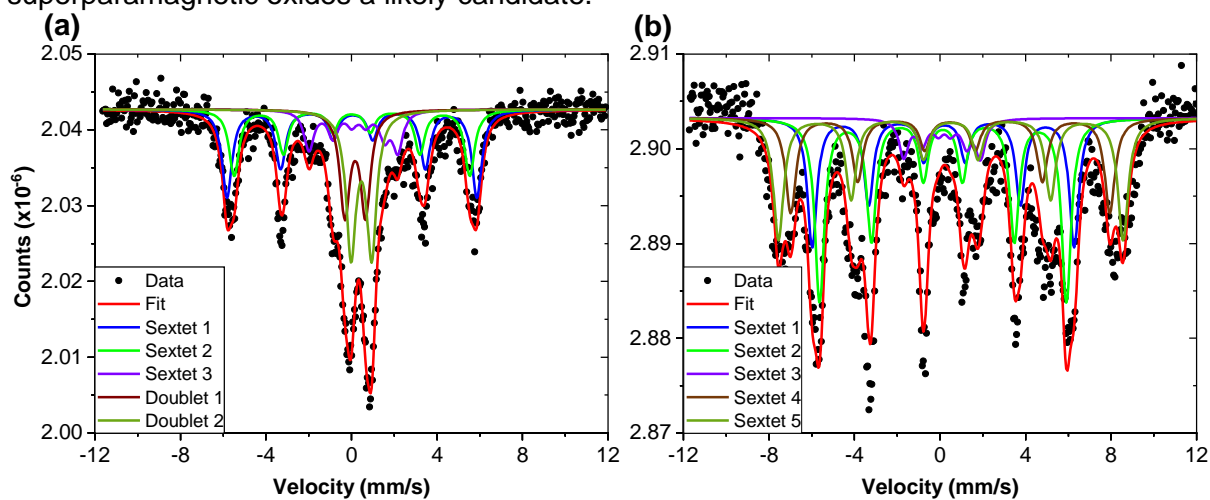 superparamagnetic oxides a likely candidate.
(a)
2.05
2.04
2.03
2.02
2.01
2.00
Counts (x10⁻⁶)
Data
Fit
Sextet 1
Sextet 2
Sextet 3
Doublet 1
Doublet 2
-12 -8 -4 0 4 8 12
Velocity (mm/s)
(b)
2.91
2.90
2.89
2.88
2.87
Data
Fit
Sextet 1
Sextet 2
Sextet 3
Sextet 4
Sextet 5
-12 -8 -4 0 4 8 12
Velocity (mm/s)